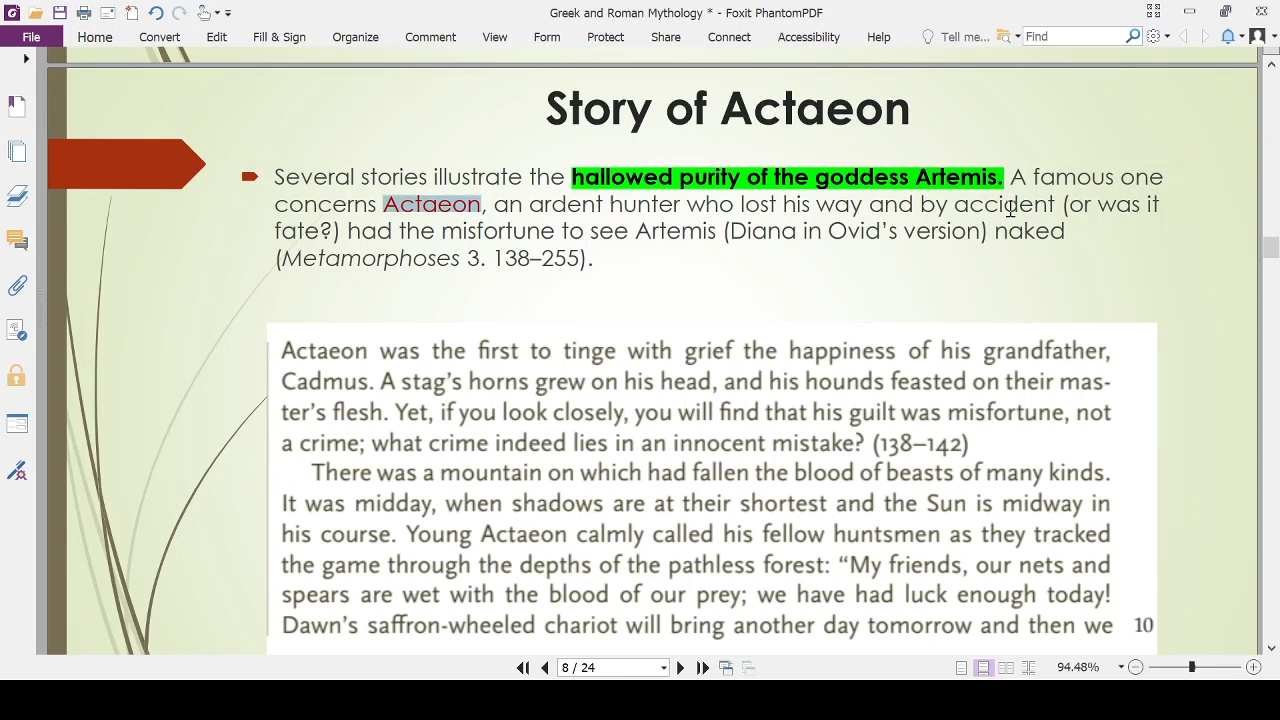 Greek and Roman Mythology * - Foxit PhantomPDF
File Home Convert Edit Fill & Sign Organize Comment View Form Protect Share Connect Accessibility Help Tell me... Find
Story of Actaeon
Several stories illustrate the hallowed purity of the goddess Artemis. A famous one
concerns Actaeon, an ardent hunter who lost his way and by accident (or was it
fate?) had the misfortune to see Artemis (Diana in Ovid’s version) naked
(Metamorphoses 3. 138–255).
Actaeon was the first to tinge with grief the happiness of his grandfather,
Cadmus. A stag’s horns grew on his head, and his hounds feasted on their mas-
ter’s flesh. Yet, if you look closely, you will find that his guilt was misfortune, not
a crime; what crime indeed lies in an innocent mistake? (138–142)
There was a mountain on which had fallen the blood of beasts of many kinds.
It was midday, when shadows are at their shortest and the Sun is midway in
his course. Young Actaeon calmly called his fellow huntsmen as they tracked
the game through the depths of the pathless forest: “My friends, our nets and
spears are wet with the blood of our prey; we have had luck enough today!
Dawn’s saffron-wheeled chariot will bring another day tomorrow and then we
10
8 / 24
94.48%